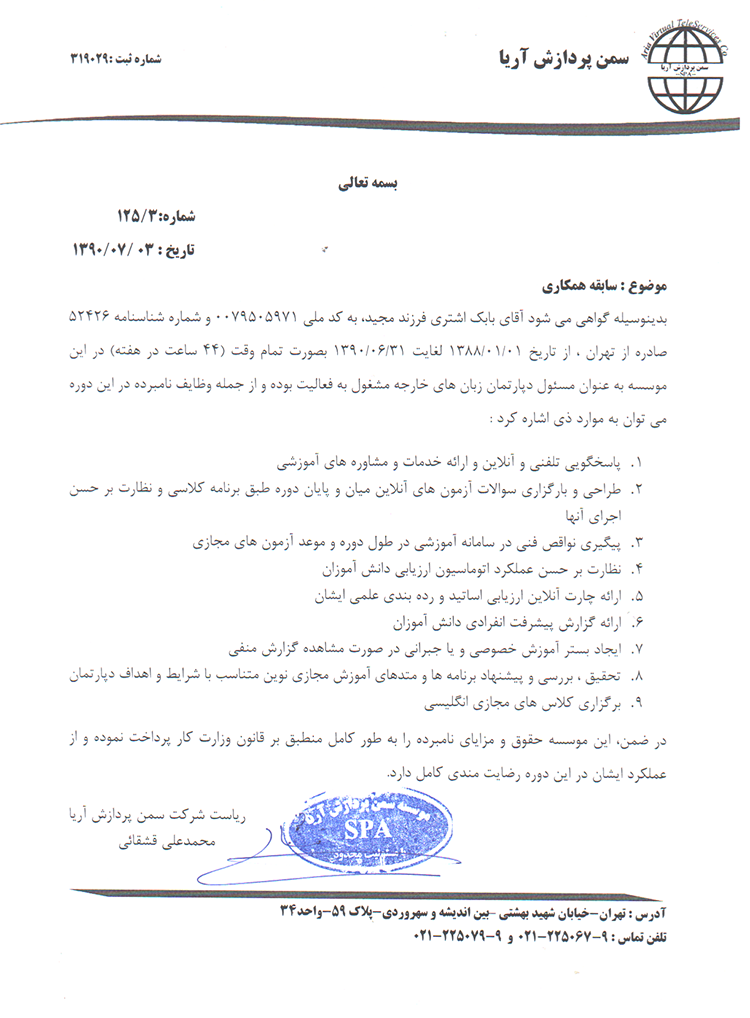 Aria Virtual TeleServices Co
سمن پردازش آریا
-SPA-
سمن پردازش آریا
شماره ثبت :۳۱۹۰۲۹
بسمه تعالی
شماره:۱۲۵/۳
تاریخ : ۱۳۹۰/۰۷/ ۰۳
موضوع : سابقه همکاری
بدینوسیله گواهی می شود آقای بابک اشتری فرزند مجید، به کد ملی ۰۰۷۹۵۰۵۹۷۱ و شماره شناسنامه ۵۲۴۲۶
صادره از تهران ، از تاریخ ۱۳۸۸/۰۱/۰۱ لغایت ۱۳۹۰/۰۶/۳۱ بصورت تمام وقت (۴۴ ساعت در هفته) در این
موسسه به عنوان مسئول دپارتمان زبان های خارجه مشغول به فعالیت بوده و از جمله وظایف نامبرده در این دوره
می توان به موارد ذی اشاره کرد :
۱. پاسخگویی تلفنی و آنلاین و ارائه خدمات و مشاوره های آموزشی
۲. طراحی و بارگزاری سوالات آزمون های آنلاین میان و پایان دوره طبق برنامه کلاسی و نظارت بر حسن
اجرای آنها
۳. پیگیری نواقص فنی در سامانه آموزشی در طول دوره و موعد آزمون های مجازی
۴. نظارت بر حسن عملکرد اتوماسیون ارزیابی دانش آموزان
۵. ارائه چارت آنلاین ارزیابی اساتید و رده بندی علمی ایشان
۶. ارائه گزارش پیشرفت انفرادی دانش آموزان
۷. ایجاد بستر آموزش خصوصی و یا جبرانی در صورت مشاهده گزارش منفی
۸. تحقیق ، بررسی و پیشنهاد برنامه ها و متدهای آموزش مجازی نوین متناسب با شرایط و اهداف دپارتمان
۹. برگزاری کلاس های مجازی انگلیسی
در ضمن، این موسسه حقوق و مزایای نامبرده را به طور کامل منطبق بر قانون وزارت کار پرداخت نموده و از
عملکرد ایشان در این دوره رضایت مندی کامل دارد.
ریاست شرکت سمن پردازش آریا
محمدعلی قشقائی
موسسه سمن پردازش آریا
SPA
محدود
آدرس : تهران–خیابان شهید بهشتی –بین اندیشه و سهروردی–پلاک ۵۹–واحد۳۴
تلفن تماس : ۹–۰۲۱–۲۲۵۰۶۷ و ۹–۰۲۱–۲۲۵۰۷۹